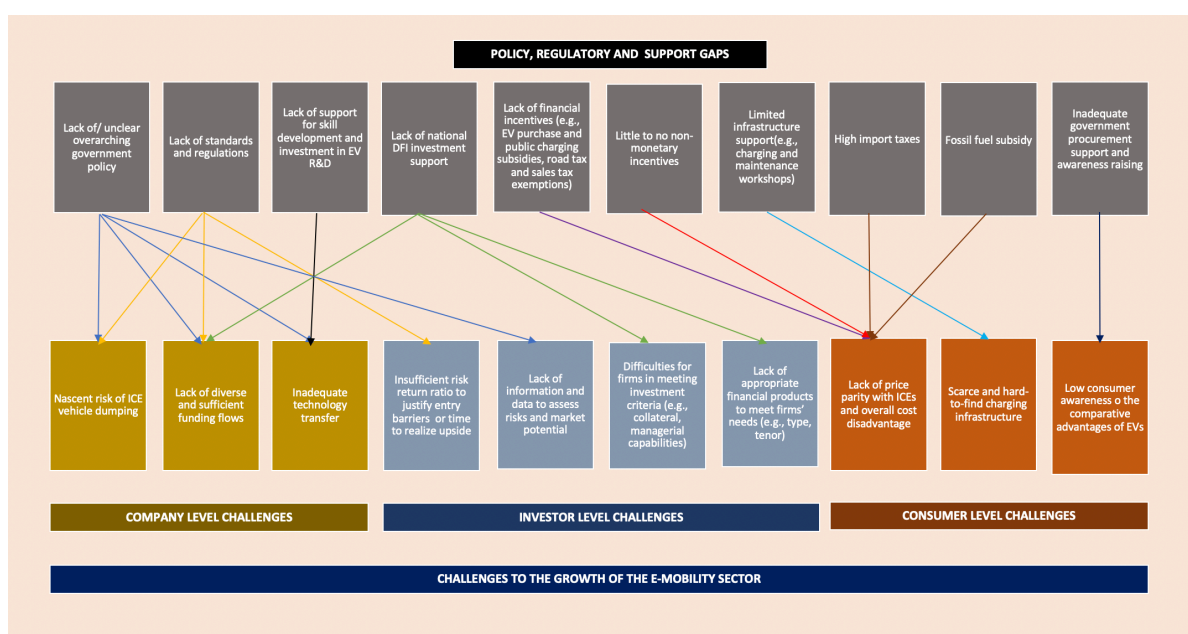 POLICY, REGULATORY AND SUPPORT GAPS
Lack of/ unclear
overarching
government
policy
Lack of standards
and regulations
Lack of support
for skill
development and
investment in EV
R&D
Lack of national
DFI investment
support
Lack of financial
incentives (e.g.,
EV purchase and
public charging
subsidies, road tax
and sales tax
exemptions)
Little to no non-
monetary
incentives
Limited
infrastructure
support(e.g.,
charging and
maintenance
workshops)
High import taxes
Fossil fuel subsidy
Inadequate
government
procurement
support and
awareness raising
Nascent risk of ICE
vehicle dumping
Lack of diverse
and sufficient
funding flows
Inadequate
technology
transfer
Insufficient risk
return ratio to
justify entry
barriers or time
to realize upside
Lack of
information and
data to assess
risks and market
potential
Difficulties for
firms in meeting
investment
criteria (e.g.,
collateral,
managerial
capabilities)
Lack of
appropriate
financial products
to meet firms'
needs (e.g., type,
tenor)
Lack of price
parity with ICEs
and overall cost
disadvantage
Scarce and hard-
to-find charging
infrastructure
Low consumer
awareness o the
comparative
advantages of EVs
COMPANY LEVEL CHALLENGES
INVESTOR LEVEL CHALLENGES
CONSUMER LEVEL CHALLENGES
CHALLENGES TO THE GROWTH OF THE E-MOBILITY SECTOR